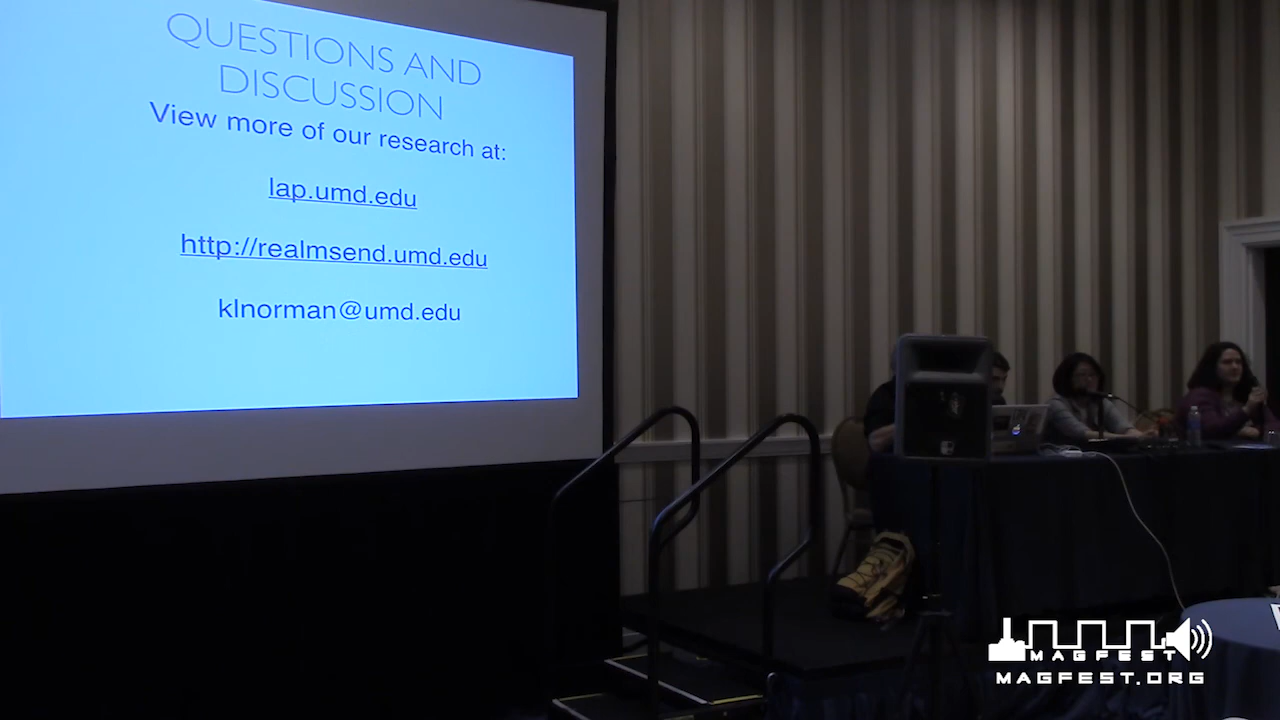 QUESTIONS AND
DISCUSSION
View more of our research at:
lap.umd.edu
http://realmsend.umd.edu
klnorman@umd.edu
MAGFEST
MAGFEST.ORG